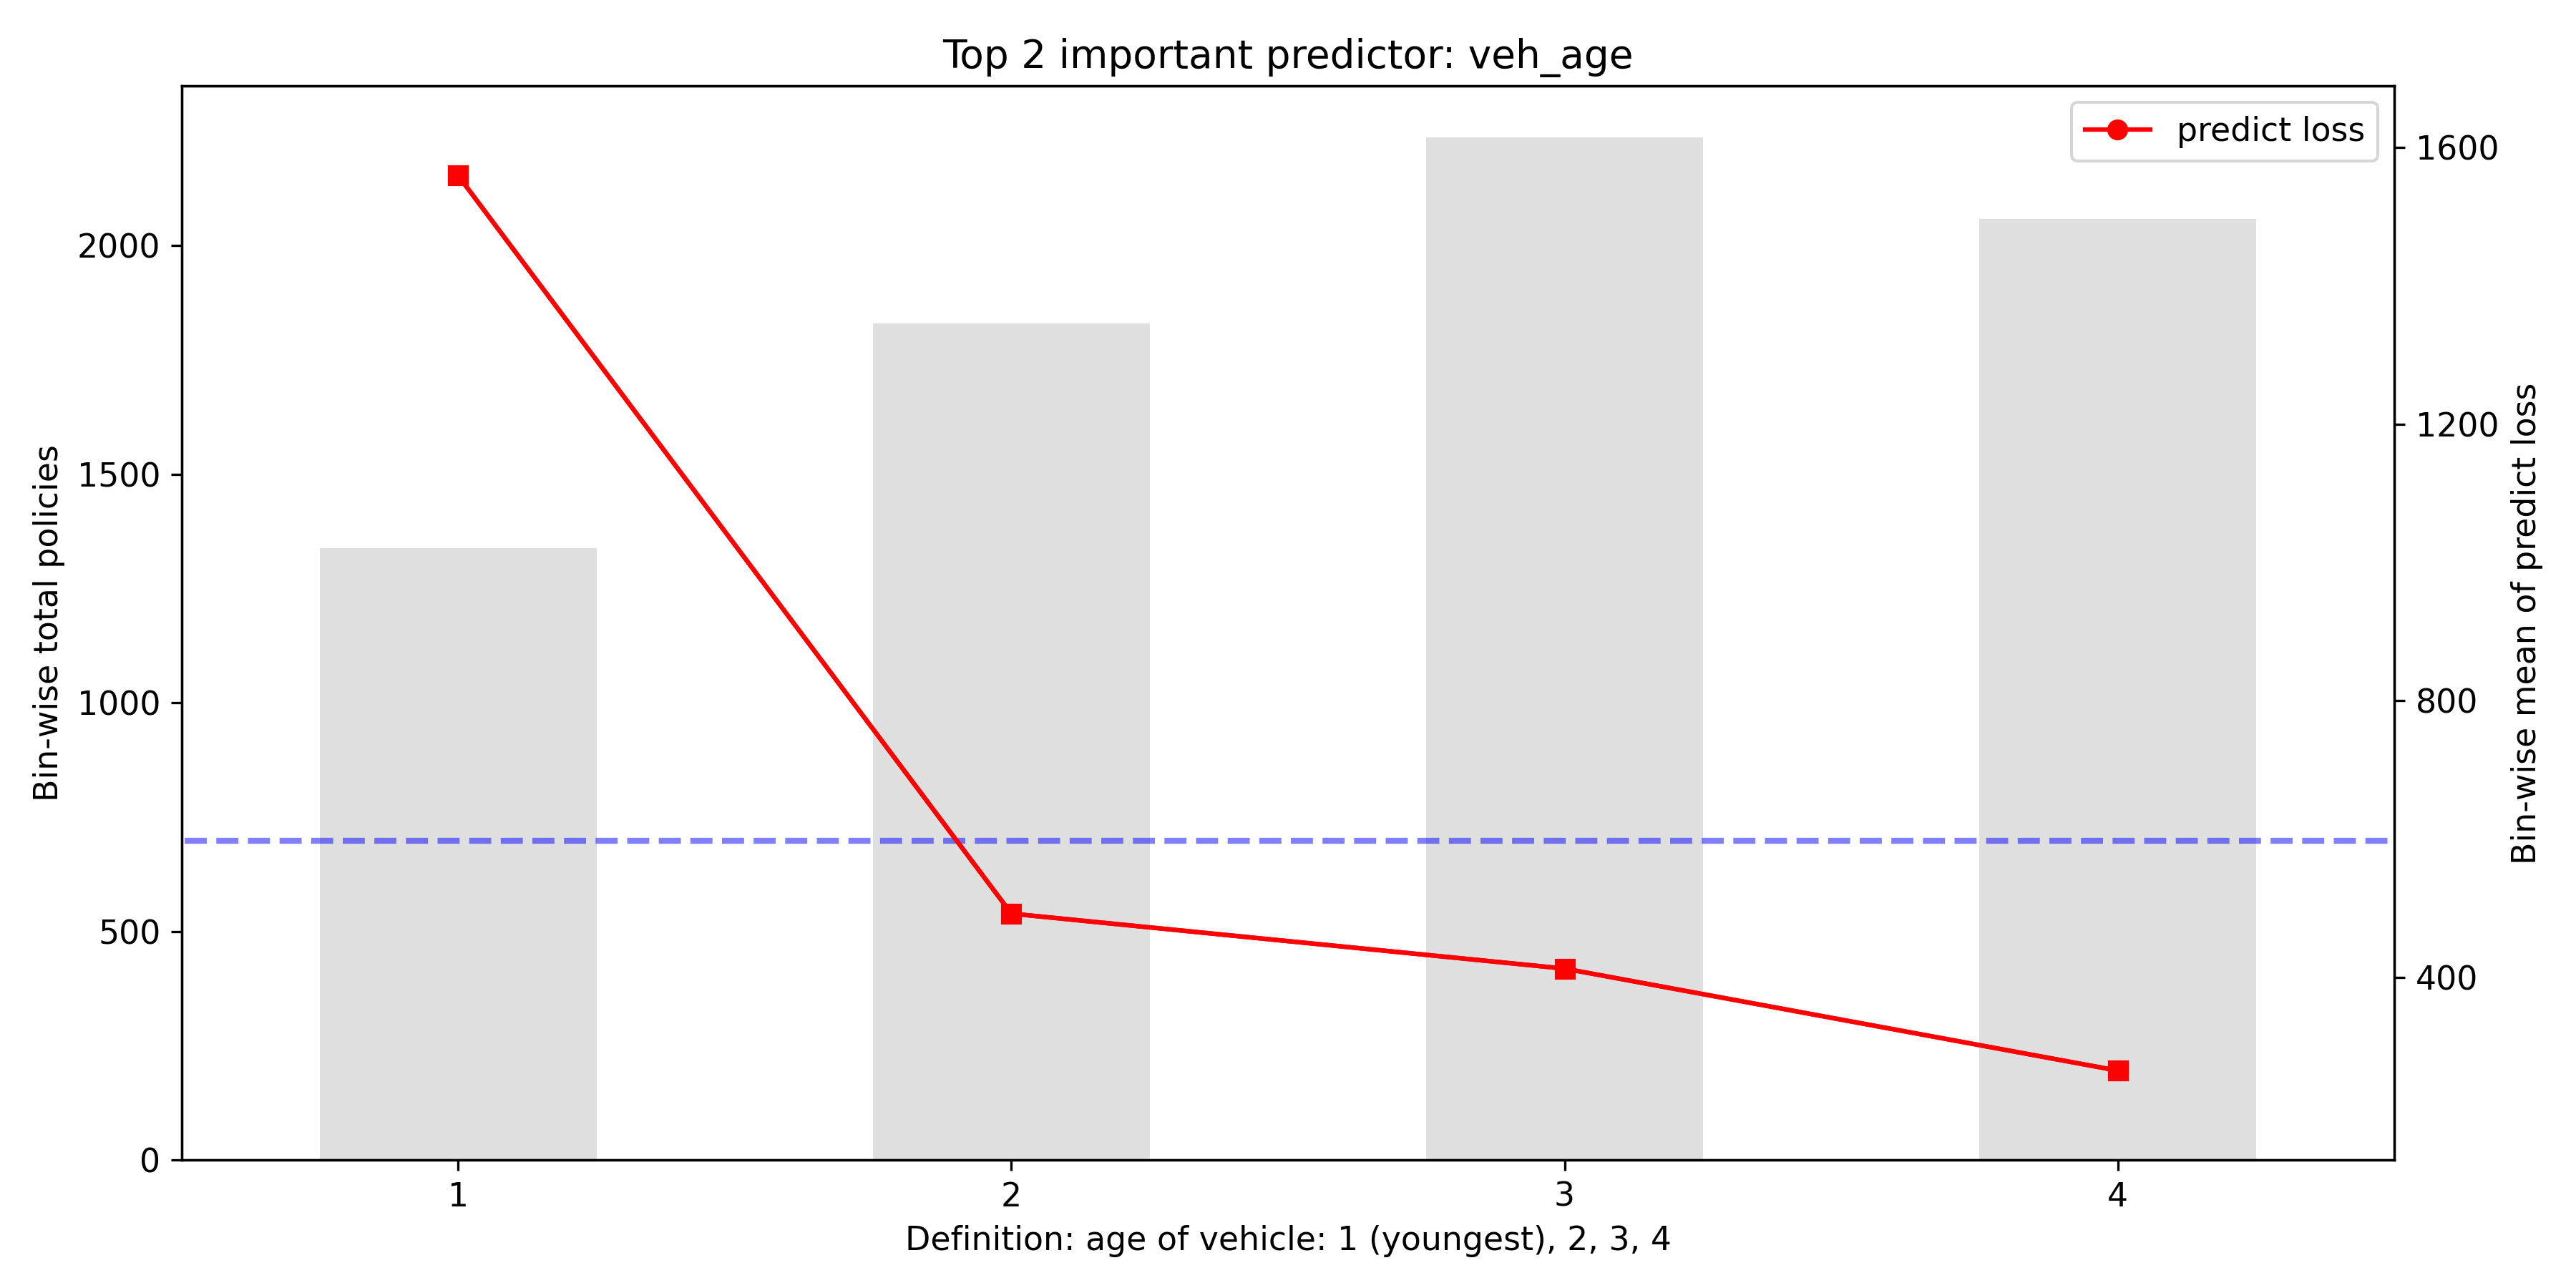 Top 2 important predictor: veh_age
predict loss
Bin-wise total policies
2000
1500
1000
500
0
1600
1200
800
400
Bin-wise mean of predict loss
1
2
3
4
Definition: age of vehicle: 1 (youngest), 2, 3, 4